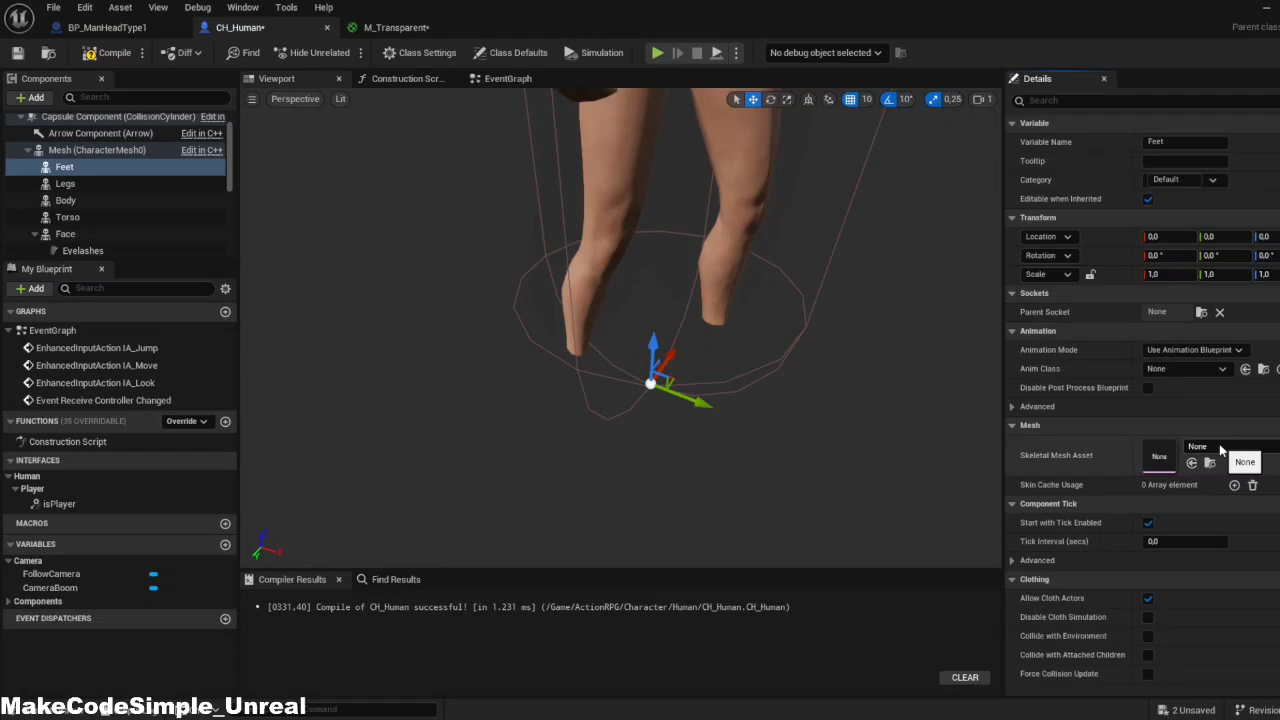 File Edit Asset View Debug Window Tools Help
BP_ManHeadType1 CH_Human* M_Transparent* Parent class
Compile Diff Find Hide Unrelated Class Settings Class Defaults Simulation No debug object selected
Components Viewport Construction Scr... EventGraph Details
Add Search Perspective Lit 10 10° 0,25 1 Search
Capsule Component (CollisionCylinder) Edit in
Arrow Component (Arrow) Edit in C++
Mesh (CharacterMesh0) Edit in C++
Feet
Legs
Body
Torso
Face
Eyelashes
My Blueprint
Add Search
GRAPHS
EventGraph
EnhancedInputAction IA_Jump
EnhancedInputAction IA_Move
EnhancedInputAction IA_Look
Event Receive Controller Changed
FUNCTIONS (35 OVERRIDABLE) Override
Construction Script
INTERFACES
Human
Player
isPlayer
MACROS
VARIABLES
Camera
FollowCamera
CameraBoom
Components
EVENT DISPATCHERS
Z
X
Y
Compiler Results Find Results
• [0331,40] Compile of CH_Human successful! [in 1.231 ms] (/Game/ActionRPG/Character/Human/CH_Human.CH_Human)
CLEAR
Variable
Variable Name Feet
Tooltip
Category Default
Editable when Inherited
Transform
Location 0,0 0,0 0,0
Rotation 0,0 ° 0,0 ° 0,0 °
Scale 1,0 1,0 1,0
Sockets
Parent Socket None
Animation
Animation Mode Use Animation Blueprint
Anim Class None
Disable Post Process Blueprint
Advanced
Mesh
Skeletal Mesh Asset None None
None
Skin Cache Usage 0 Array element
Component Tick
Start with Tick Enabled
Tick Interval (secs) 0,0
Advanced
Clothing
Allow Cloth Actors
Disable Cloth Simulation
Collide with Environment
Collide with Attached Children
Force Collision Update
MakeCodeSimple_Unreal ommand 2 Unsaved Revision